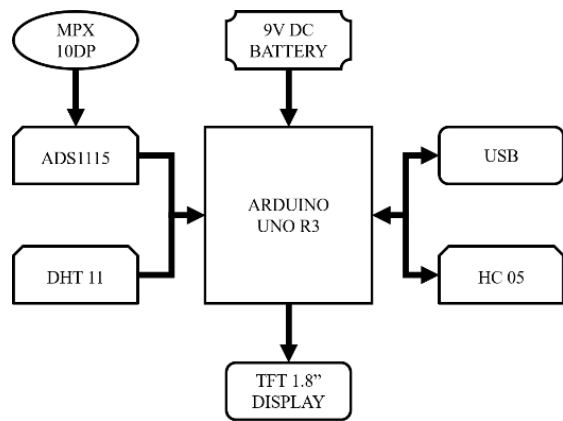 MPX
10DP
9V DC
BATTERY
ADS1115
ARDUINO
UNO R3
USB
DHT 11
HC 05
TFT 1.8”
DISPLAY